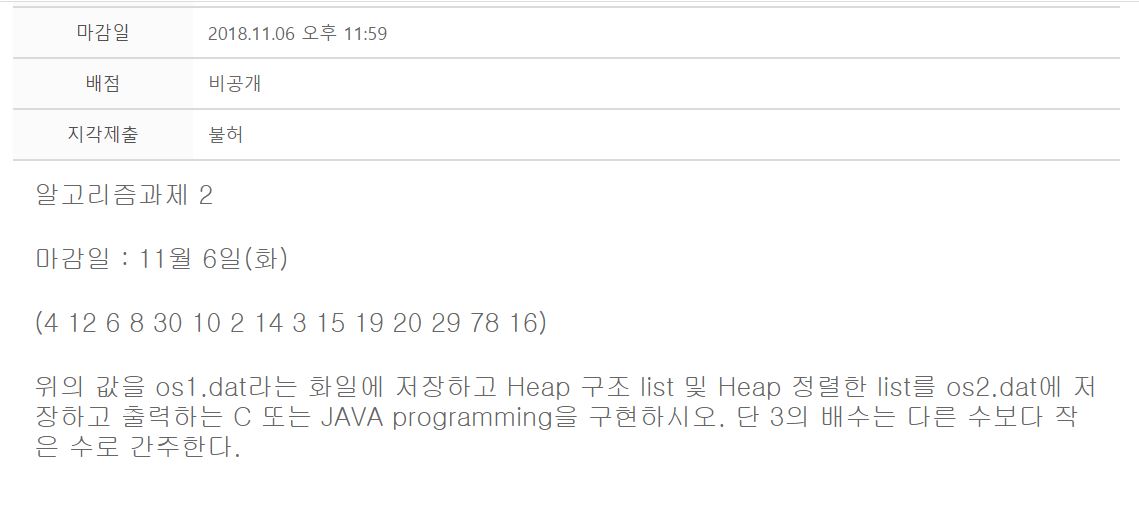 마감일 2018.11.06 오후 11:59
배점 비공개
지각제출 불허
알고리즘과제 2
마감일 : 11월 6일(화)
(4 12 6 8 30 10 2 14 3 15 19 20 29 78 16)
위의 값을 os1.dat라는 화일에 저장하고 Heap 구조 list 및 Heap 정렬한 list를 os2.dat에 저
장하고 출력하는 C 또는 JAVA programming을 구현하시오. 단 3의 배수는 다른 수보다 작
은 수로 간주한다.